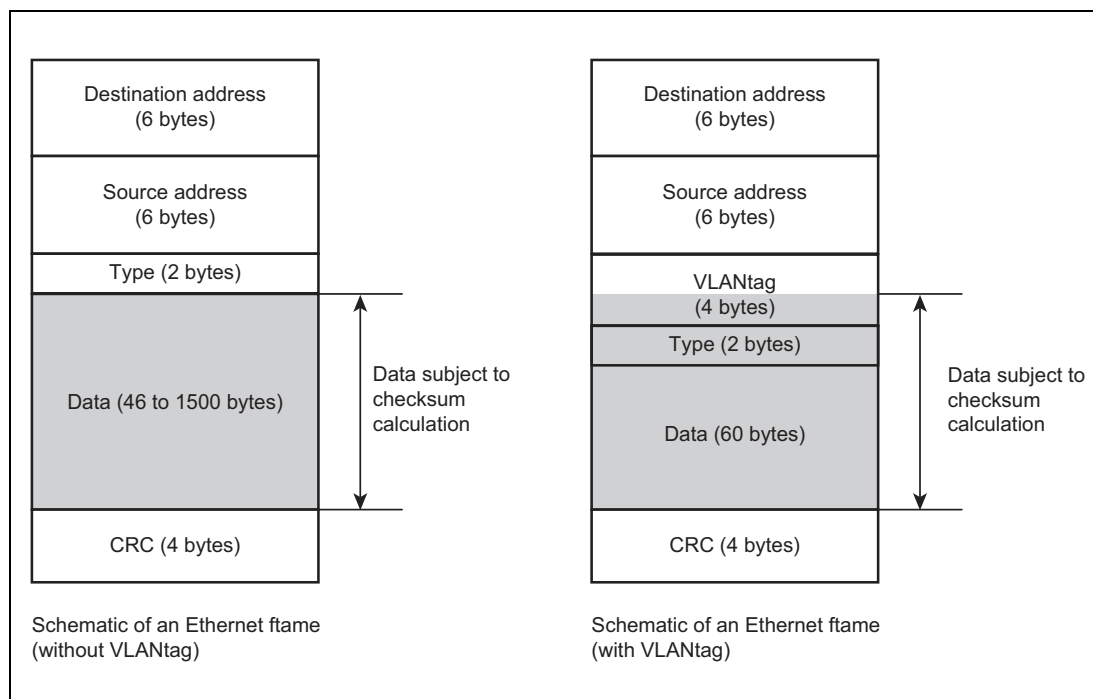 Destination address
(6 bytes)
Source address
(6 bytes)
Type (2 bytes)
Data (46 to 1500 bytes)
Data subject to
checksum
calculation
CRC (4 bytes)
Schematic of an Ethernet ftame
(without VLANtag)
Destination address
(6 bytes)
Source address
(6 bytes)
VLANtag
(4 bytes)
Type (2 bytes)
Data (60 bytes)
Data subject to
checksum
calculation
CRC (4 bytes)
Schematic of an Ethernet ftame
(with VLANtag)